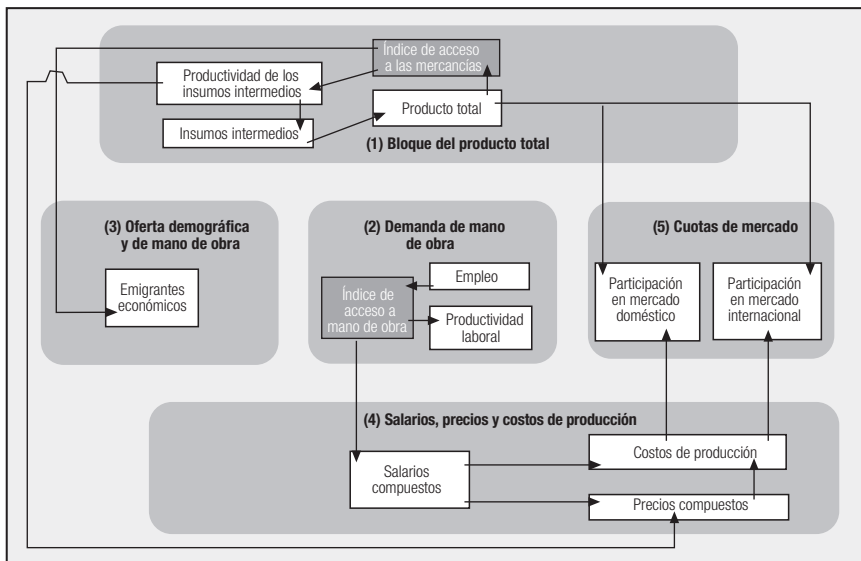 Índice de acceso
a las mercancías
Productividad de los
insumos intermedios
Producto total
Insumos intermedios
(1) Bloque del producto total
(3) Oferta demográfica
y de mano de obra
Emigrantes
económicos
(2) Demanda de mano
de obra
Empleo
Índice de
acceso a
mano de obra
Productividad
laboral
(5) Cuotas de mercado
Participación
en mercado
doméstico
Participación
en mercado
internacional
(4) Salarios, precios y costos de producción
Salarios
compuestos
Costos de producción
Precios compuestos